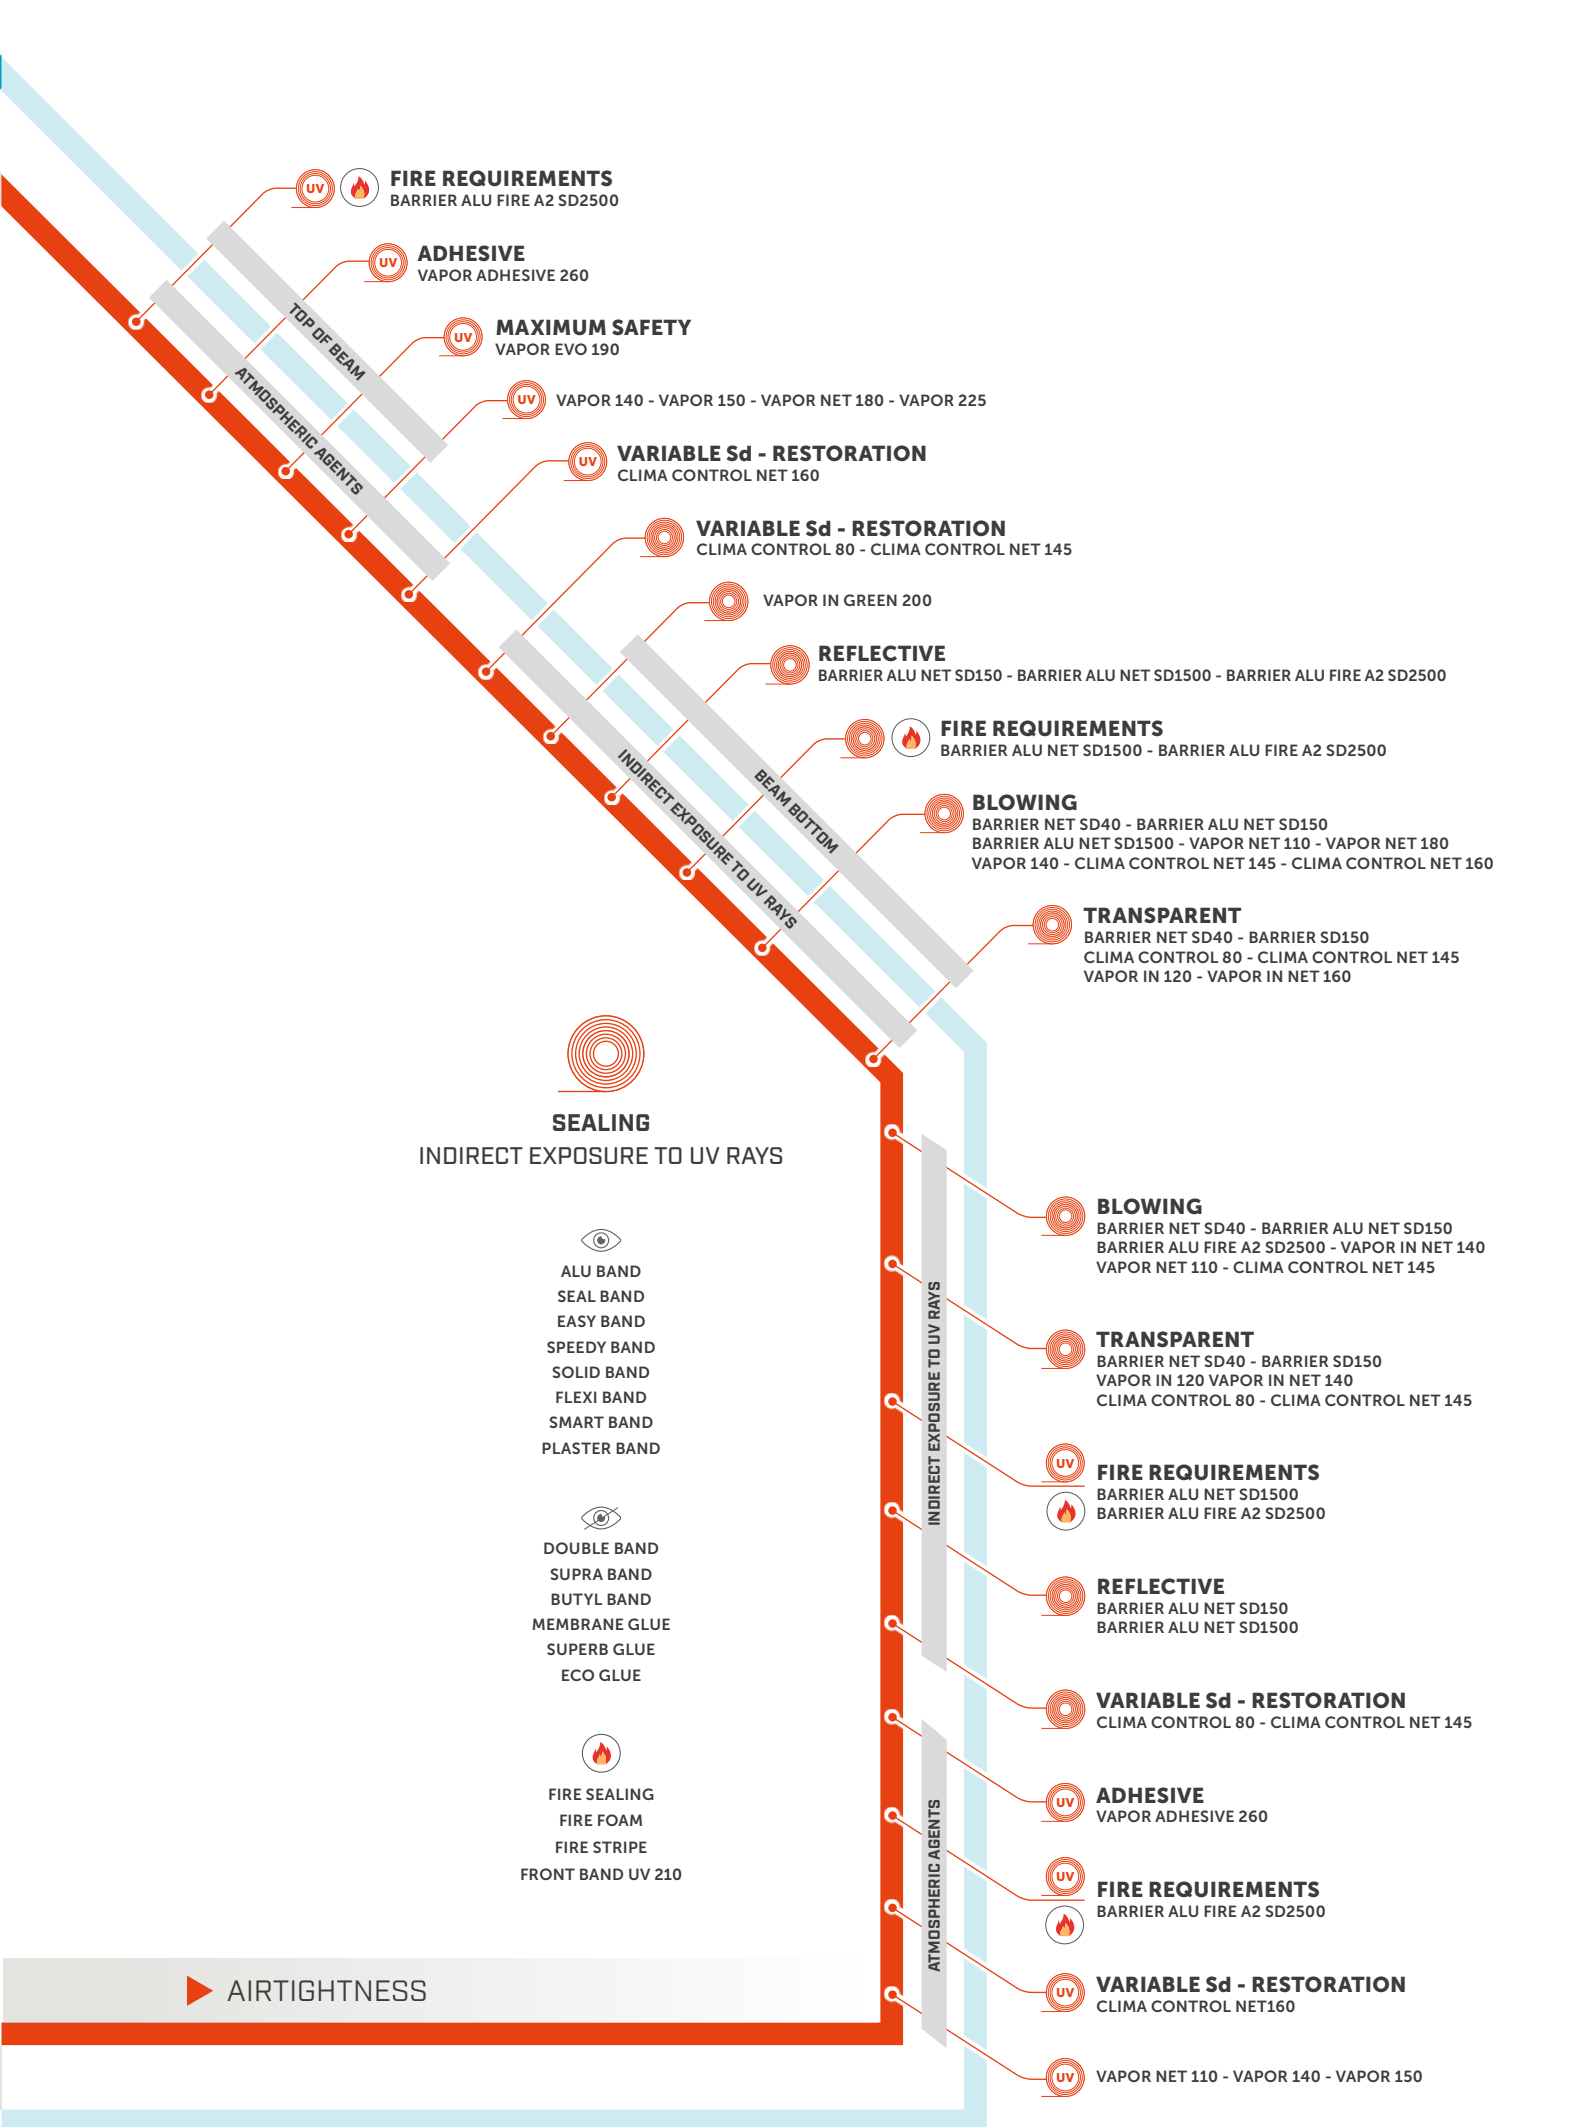 UV
FIRE REQUIREMENTS
BARRIER ALU FIRE A2 SD2500
UV
ADHESIVE
VAPOR ADHESIVE 260
UV
MAXIMUM SAFETY
VAPOR EVO 190
UV
VAPOR 140 - VAPOR 150 - VAPOR NET 180 - VAPOR 225
UV
VARIABLE Sd - RESTORATION
CLIMA CONTROL NET 160
TOP OF BEAM
ATMOSPHERIC AGENTS
VARIABLE Sd - RESTORATION
CLIMA CONTROL 80 - CLIMA CONTROL NET 145
VAPOR IN GREEN 200
REFLECTIVE
BARRIER ALU NET SD150 - BARRIER ALU NET SD1500 - BARRIER ALU FIRE A2 SD2500
FIRE REQUIREMENTS
BARRIER ALU NET SD1500 - BARRIER ALU FIRE A2 SD2500
BLOWING
BARRIER NET SD40 - BARRIER ALU NET SD150
BARRIER ALU NET SD1500 - VAPOR NET 110 - VAPOR NET 180
VAPOR 140 - CLIMA CONTROL NET 145 - CLIMA CONTROL NET 160
TRANSPARENT
BARRIER NET SD40 - BARRIER SD150
CLIMA CONTROL 80 - CLIMA CONTROL NET 145
VAPOR IN 120 - VAPOR IN NET 160
BEAM BOTTOM
INDIRECT EXPOSURE TO UV RAYS
SEALING
INDIRECT EXPOSURE TO UV RAYS
ALU BAND
SEAL BAND
EASY BAND
SPEEDY BAND
SOLID BAND
FLEXI BAND
SMART BAND
PLASTER BAND
DOUBLE BAND
SUPRA BAND
BUTYL BAND
MEMBRANE GLUE
SUPERB GLUE
ECO GLUE
FIRE SEALING
FIRE FOAM
FIRE STRIPE
FRONT BAND UV 210
AIRTIGHTNESS
INDIRECT EXPOSURE TO UV RAYS
BLOWING
BARRIER NET SD40 - BARRIER ALU NET SD150
BARRIER ALU FIRE A2 SD2500 - VAPOR IN NET 140
VAPOR NET 110 - CLIMA CONTROL NET 145
TRANSPARENT
BARRIER NET SD40 - BARRIER SD150
VAPOR IN 120 VAPOR IN NET 140
CLIMA CONTROL 80 - CLIMA CONTROL NET 145
UV
FIRE REQUIREMENTS
BARRIER ALU NET SD1500
BARRIER ALU FIRE A2 SD2500
REFLECTIVE
BARRIER ALU NET SD150
BARRIER ALU NET SD1500
VARIABLE Sd - RESTORATION
CLIMA CONTROL 80 - CLIMA CONTROL NET 145
ATMOSPHERIC AGENTS
UV
ADHESIVE
VAPOR ADHESIVE 260
UV
FIRE REQUIREMENTS
BARRIER ALU FIRE A2 SD2500
UV
VARIABLE Sd - RESTORATION
CLIMA CONTROL NET160
UV
VAPOR NET 110 - VAPOR 140 - VAPOR 150